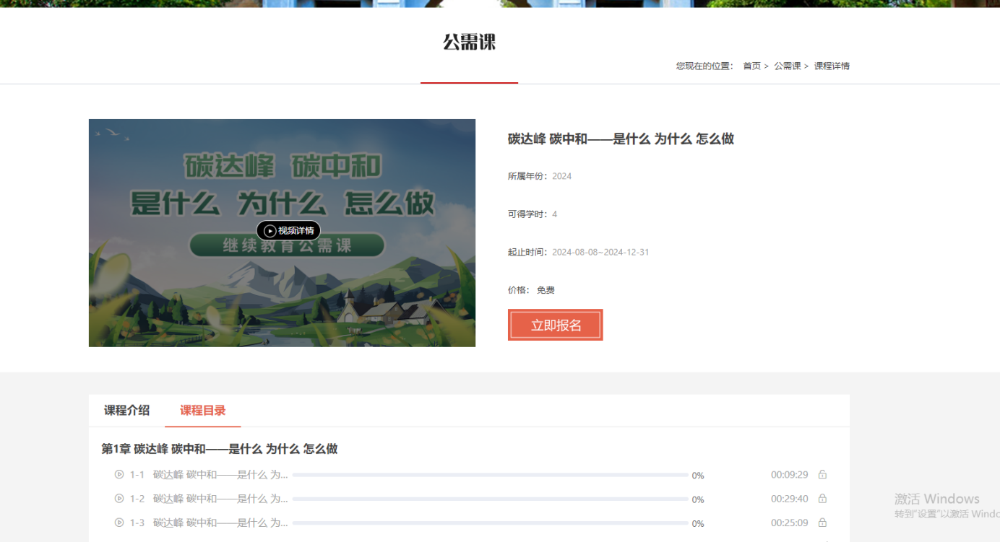 公需课
您现在的位置： 首页 > 公需课 > 课程详情
碳达峰 碳中和
是什么 为什么 怎么做
视频详情
继续教育公需课
碳达峰 碳中和——是什么 为什么 怎么做
所属年份：2024
可得学时：4
起止时间：2024-08-08~2024-12-31
价格： 免费
立即报名
课程介绍 课程目录
第1章 碳达峰 碳中和——是什么 为什么 怎么做
1-1 碳达峰 碳中和——是什么 为... 0% 00:09:29
1-2 碳达峰 碳中和——是什么 为... 0% 00:29:40
1-3 碳达峰 碳中和——是什么 为... 0% 00:25:09
激活 Windows
转到"设置"以激活 Windo